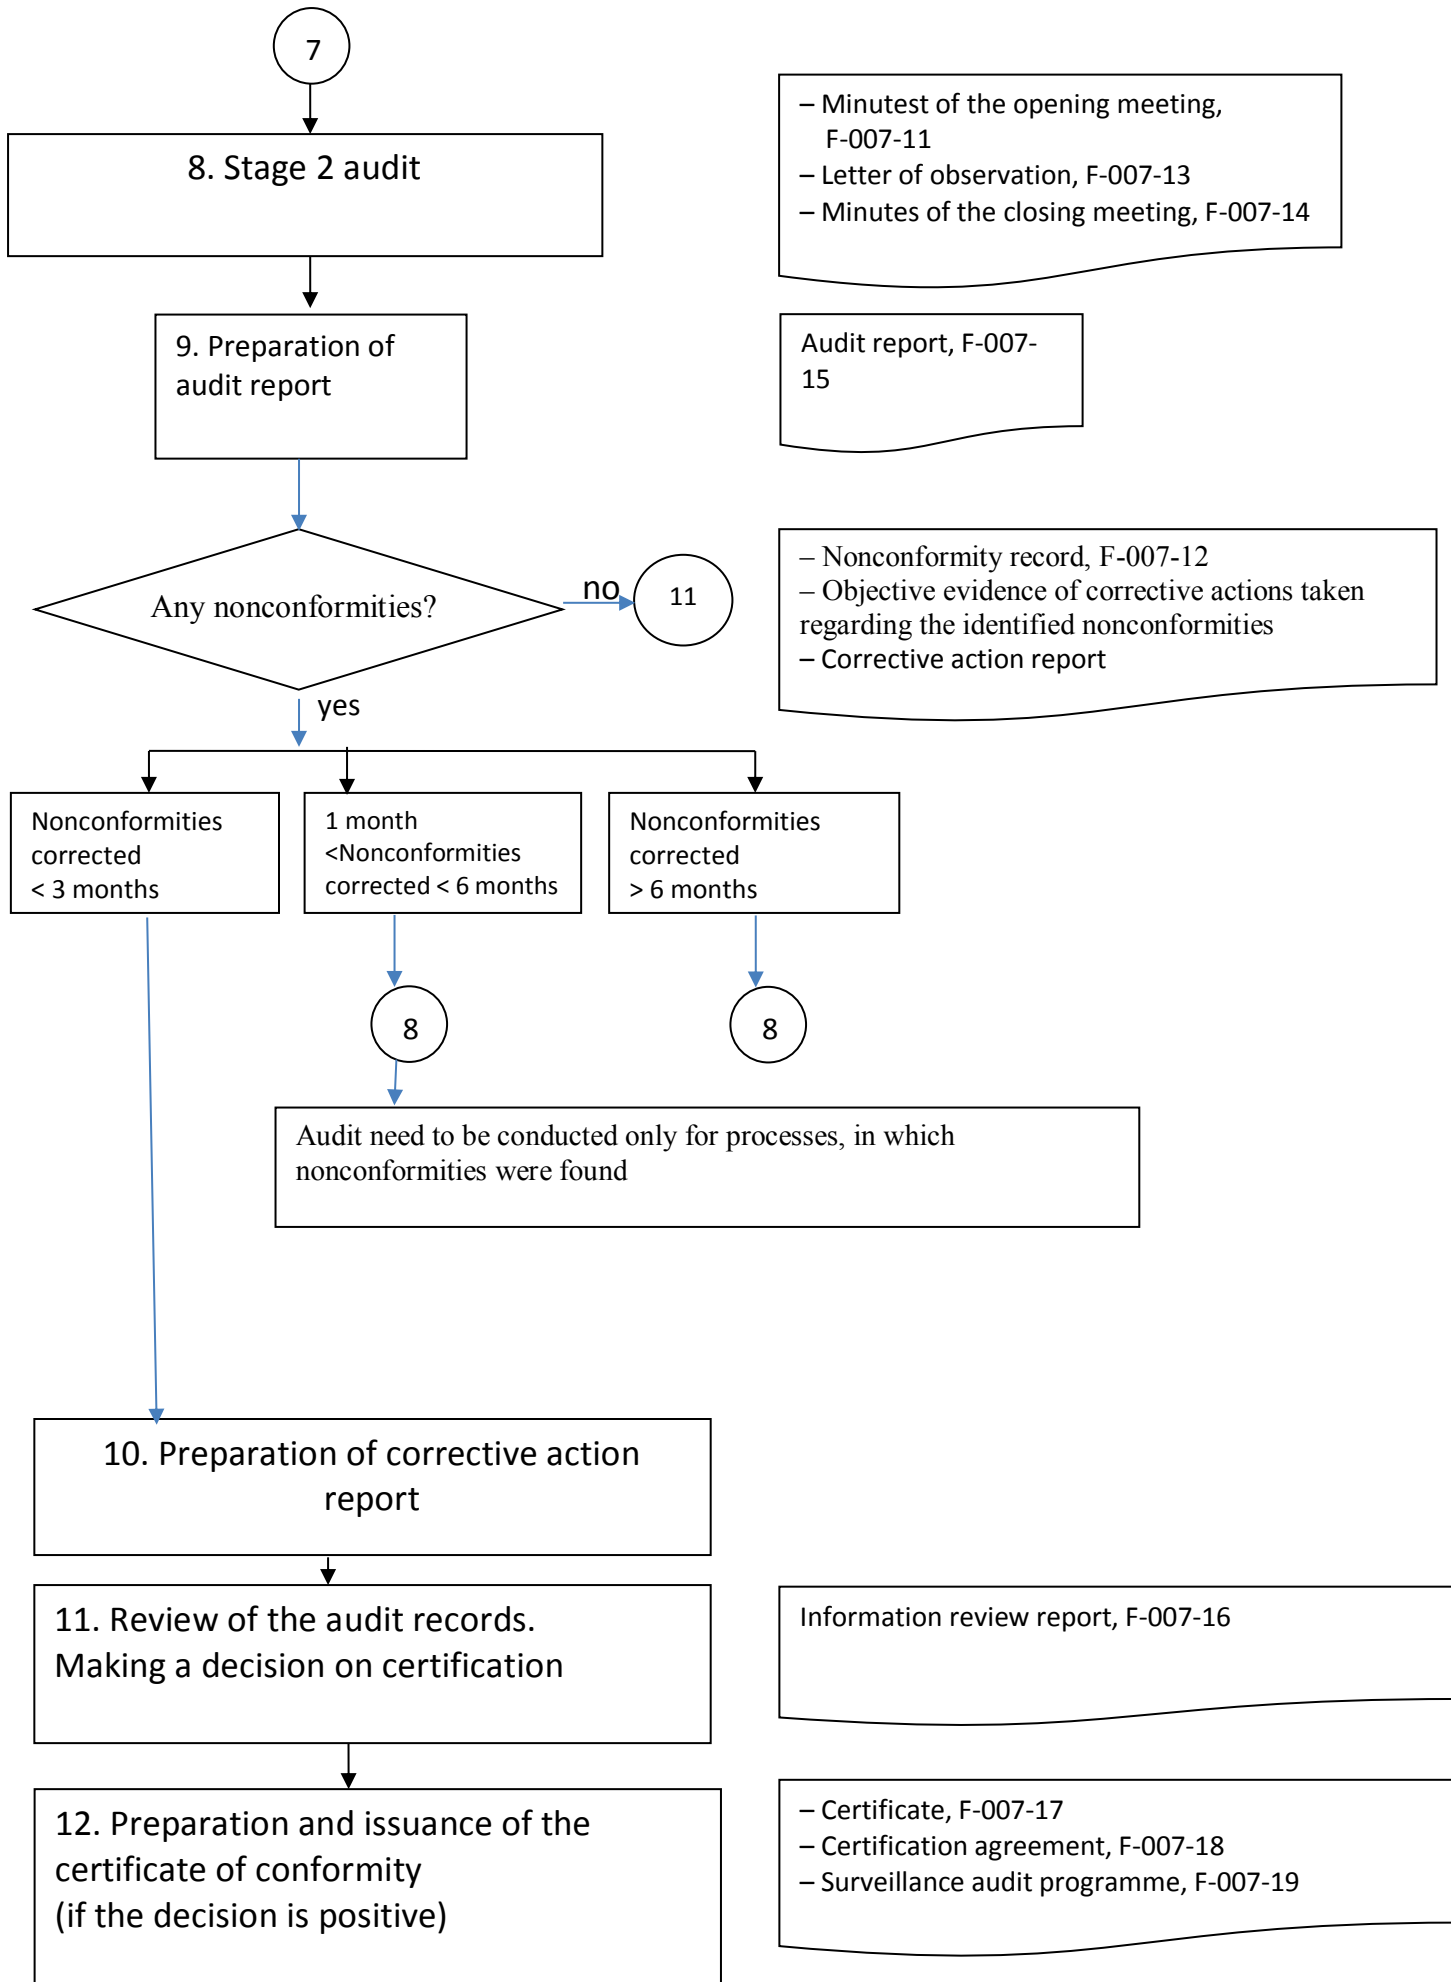 7
8. Stage 2 audit
– Minutest of the opening meeting,
F-007-11
– Letter of observation, F-007-13
– Minutes of the closing meeting, F-007-14
9. Preparation of
audit report
Audit report, F-007-
15
Any nonconformities?
no
11
– Nonconformity record, F-007-12
– Objective evidence of corrective actions taken
regarding the identified nonconformities
– Corrective action report
yes
Nonconformities
corrected
< 3 months
1 month
<Nonconformities
corrected < 6 months
Nonconformities
corrected
> 6 months
8
8
Audit need to be conducted only for processes, in which
nonconformities were found
10. Preparation of corrective action
report
11. Review of the audit records.
Making a decision on certification
Information review report, F-007-16
12. Preparation and issuance of the
certificate of conformity
(if the decision is positive)
– Certificate, F-007-17
– Certification agreement, F-007-18
– Surveillance audit programme, F-007-19